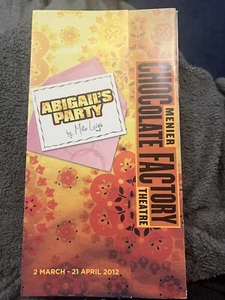 ABIGAIL'S
PARTY
by Mike Leigh
MENIER
CHOCOLATE FACTORY
THEATRE
2 MARCH - 21 APRIL 2012